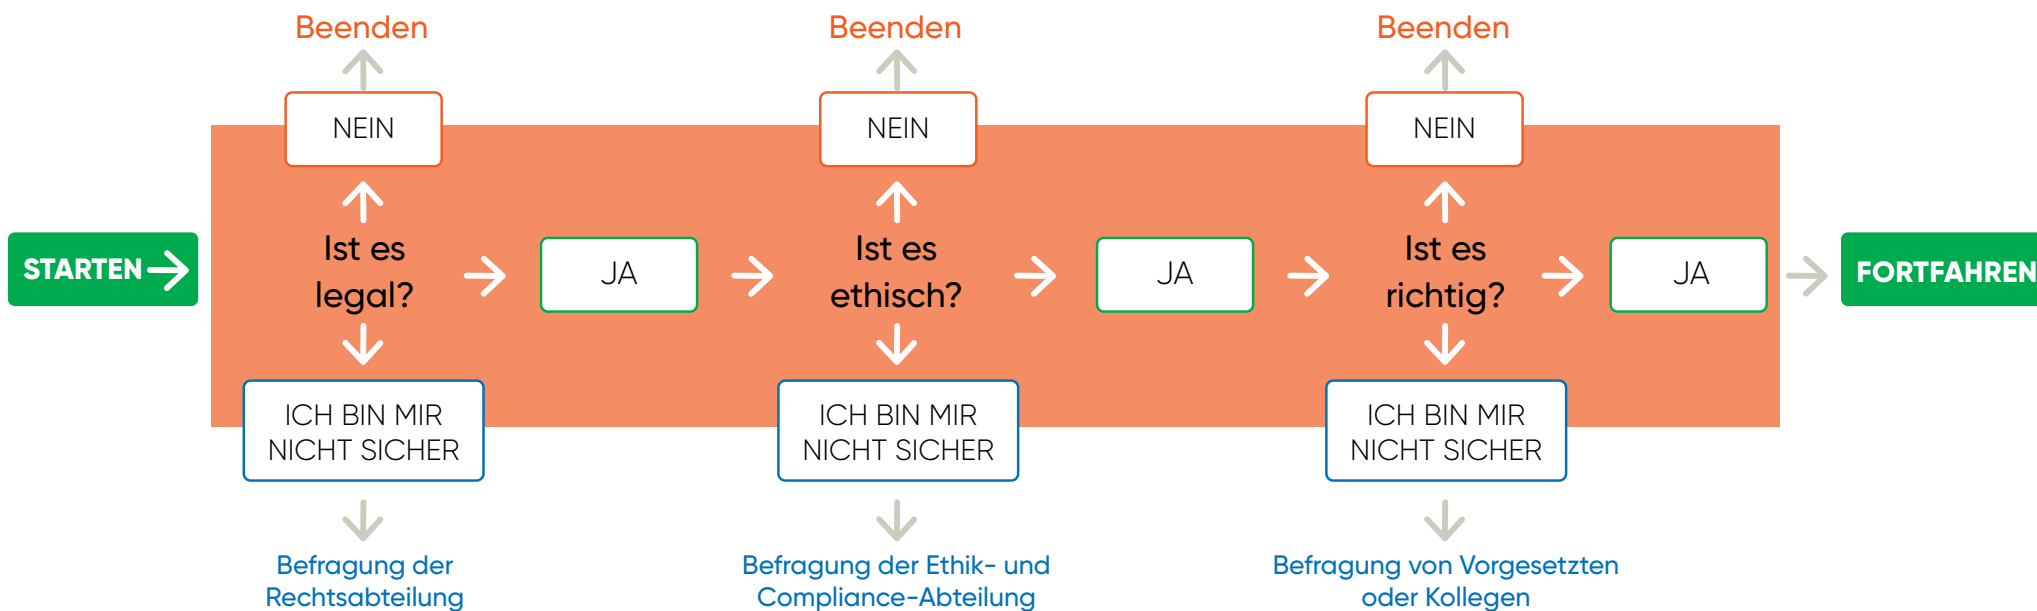 Beenden
Beenden
Beenden
NEIN
NEIN
NEIN
STARTEN
Ist es
legal?
JA
Ist es
ethisch?
JA
Ist es
richtig?
JA
FORTFAHREN
ICH BIN MIR
NICHT SICHER
ICH BIN MIR
NICHT SICHER
ICH BIN MIR
NICHT SICHER
Befragung der
Rechtsabteilung
Befragung der Ethik- und
Compliance-Abteilung
Befragung von Vorgesetzten
oder Kollegen